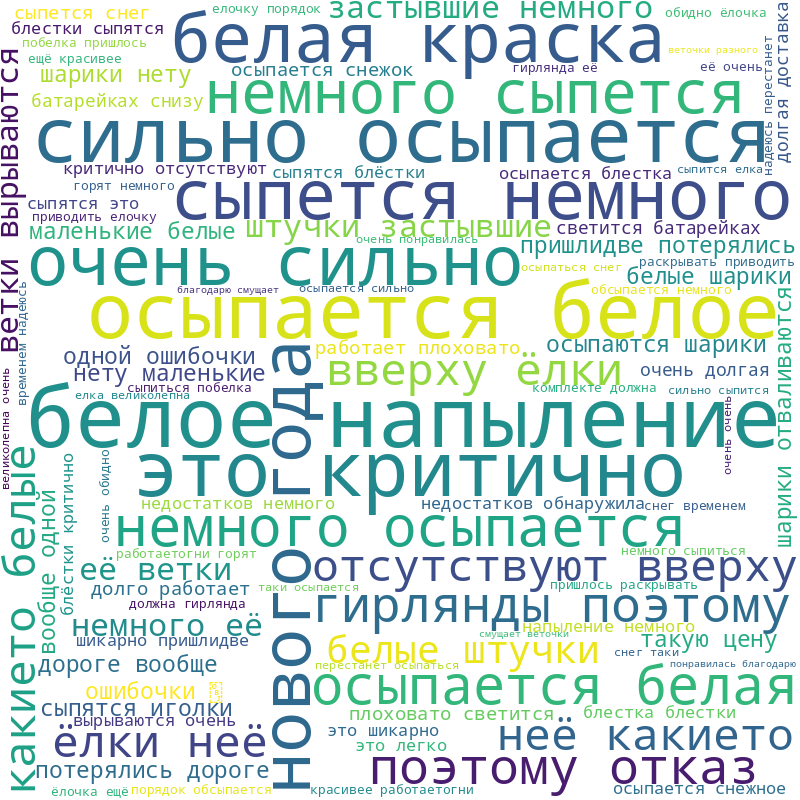 сыпется снег
елочку порядок
застывшие немного
обидно ёлочка
блестки сыпятся
белая краска
побелка пришлось
веточки разного
ещё красивее
шарики нету
осыпается снежок
гирлянда её
её очень
батарейках снизу
немного сыпется
долгая доставка
надеюсь перестанет
ветки вырываются
сильно осыпается
критично отсутствуют
сыпятся блёстки
осыпается блестка
сыпится елка
горят немного
сыпется немного
сыпятся это
приводить елочку
маленькие белые
штучки застывшие
светится батарейках
очень понравилась
пришлидве потерялись
очень сильно
раскрывать приводить
осыпаться снег
белые шарики
благодарю смущает
осыпается сильно
обсыпается немного
осыпается белое
временем надеюсь
шарики отваливаются
одной ошибочки
работает плоховато
осыпаются шарики
нету маленькие
вверху ёлки
очень долгая
сыпиться побелка
комплекте должна
сильно сыпится
елка великолепна
великолепна очень
белое напыление
очень очень
нового года
это критично
какието белые
вообще одной
блёстки критично
очень обидно
недостатков немного
недостатков обнаружила
снег временем
немного осыпается
работаетогни горят
немного сыпиться
её ветки
отсутствуют вверху
долго работает
таки осыпается
пришлось раскрывать
должна гирлянда
гирлянды поэтому
немного её
напыление немного
смущает веточки
шикарно пришлидве
белые штучки
такую цену
снег таки
дороге вообще
перестанет осыпаться
понравилась благодарю
ошибочки
осыпается белая
сыпятся иголки
вырываются очень
плоховато светится
блестка блестки
ёлки неё
это шикарно
неё какието
это легко
потерялись дороге
поэтому отказ
ёлочка ещё
порядок обсыпается
красивее работаетогни
осыпается снежное